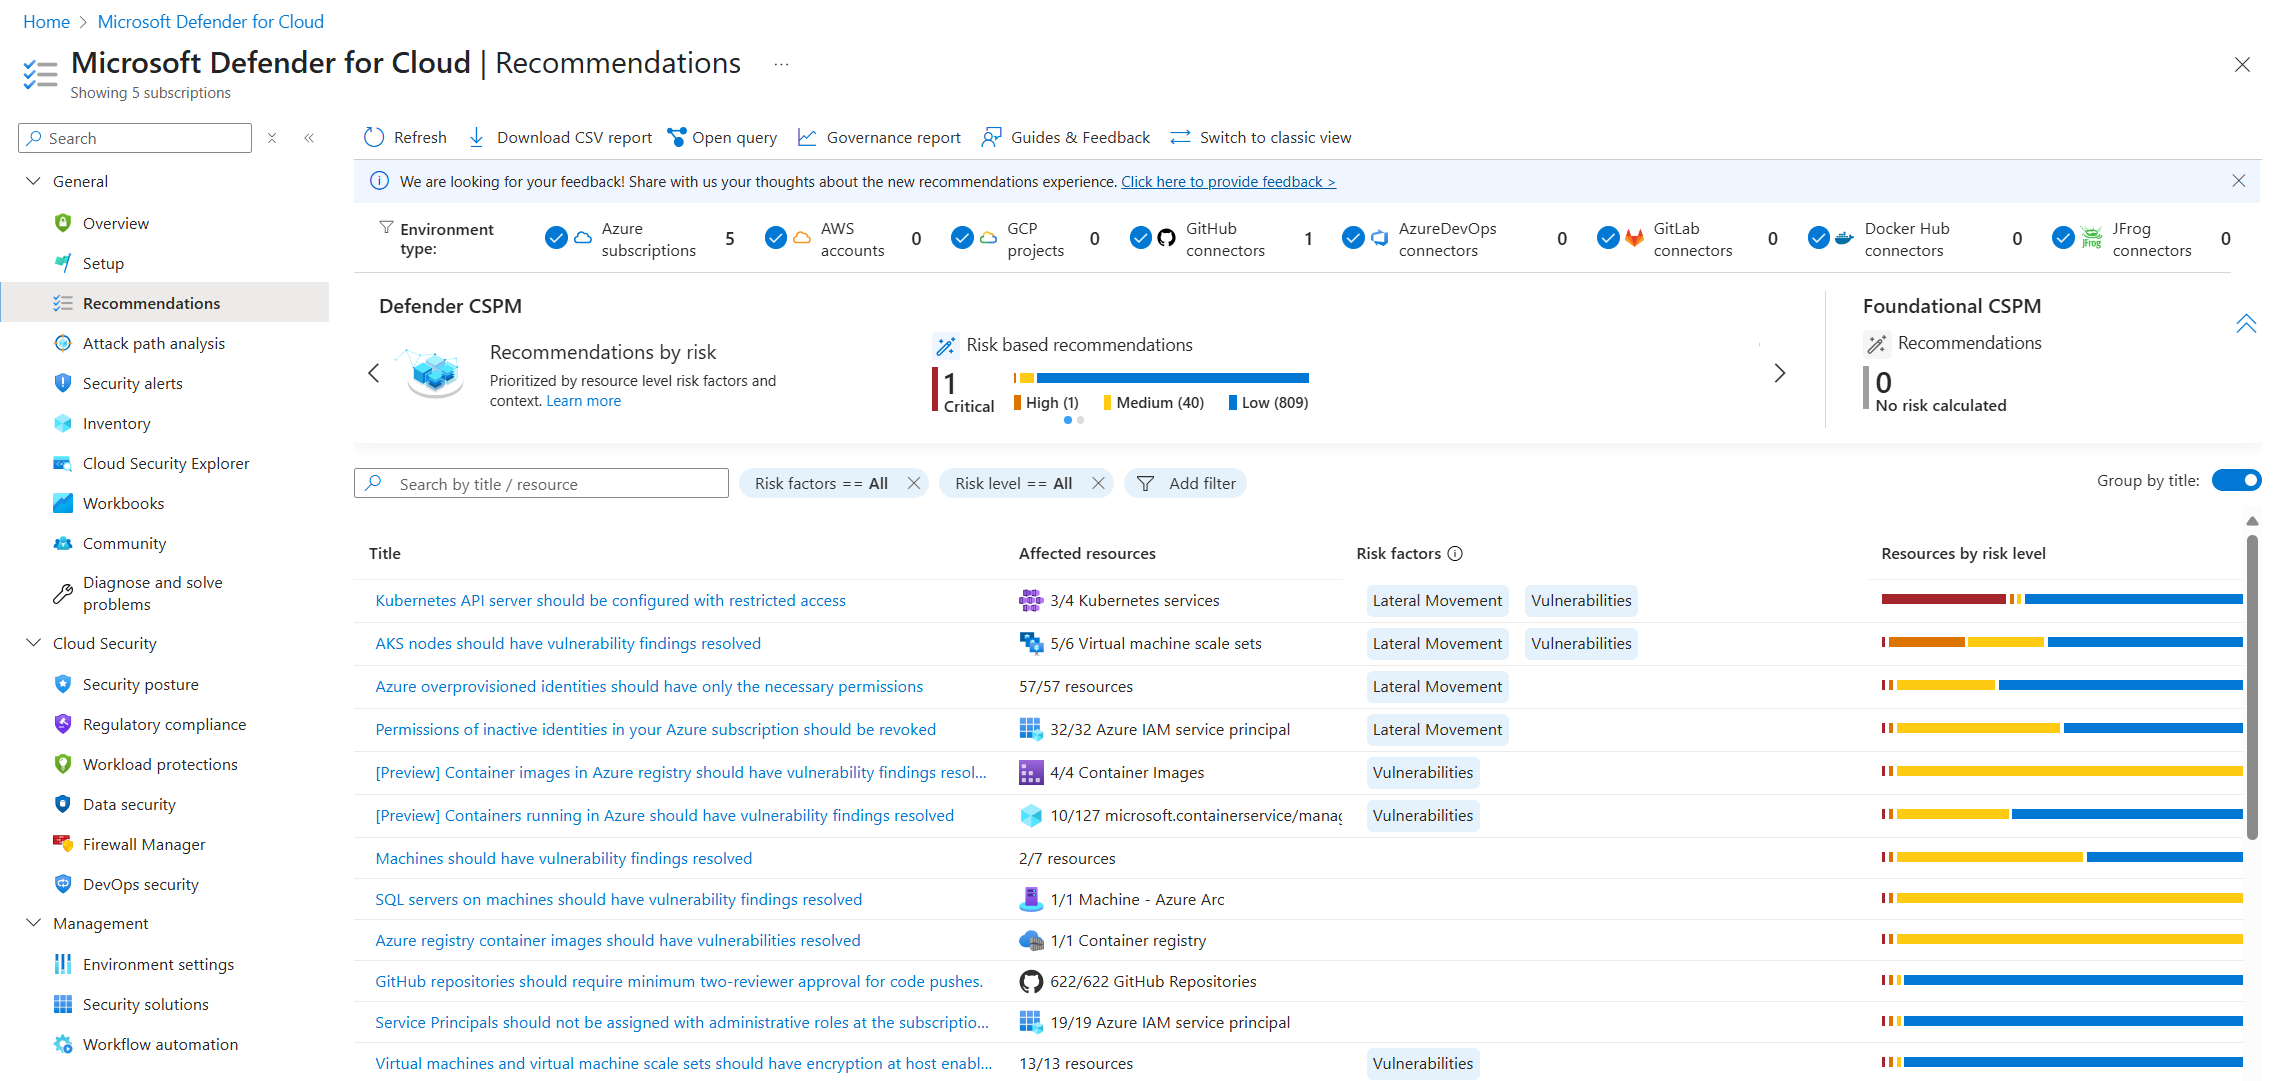 Home > Microsoft Defender for Cloud
Microsoft Defender for Cloud | Recommendations ...
Showing 5 subscriptions
Search
General
Overview
Setup
Recommendations
Attack path analysis
Security alerts
Inventory
Cloud Security Explorer
Workbooks
Community
Diagnose and solve
problems
Cloud Security
Security posture
Regulatory compliance
Workload protections
Data security
Firewall Manager
DevOps security
Management
Environment settings
Security solutions
Workflow automation
Refresh Download CSV report Open query Governance report Guides & Feedback Switch to classic view
We are looking for your feedback! Share with us your thoughts about the new recommendations experience. Click here to provide feedback >
Environment
type:
Azure
subscriptions 5
AWS
accounts 0
GCP
projects 0
GitHub
connectors 1
AzureDevOps
connectors 0
GitLab
connectors 0
Docker Hub
connectors 0
JFrog
JFrog
connectors 0
Defender CSPM
Recommendations by risk
Prioritized by resource level risk factors and
context. Learn more
Risk based recommendations
1
Critical
High (1) Medium (40) Low (809)
Foundational CSPM
Recommendations
0
No risk calculated
Search by title / resource
Risk factors == All
Risk level == All
Add filter
Group by title:
Title Affected resources Risk factors Resources by risk level
Kubernetes API server should be configured with restricted access 3/4 Kubernetes services Lateral Movement Vulnerabilities
AKS nodes should have vulnerability findings resolved 5/6 Virtual machine scale sets Lateral Movement Vulnerabilities
Azure overprovisioned identities should have only the necessary permissions 57/57 resources Lateral Movement
Permissions of inactive identities in your Azure subscription should be revoked 32/32 Azure IAM service principal Lateral Movement
[Preview] Container images in Azure registry should have vulnerability findings resol... 4/4 Container Images Vulnerabilities
[Preview] Containers running in Azure should have vulnerability findings resolved 10/127 microsoft.containerservice/manag Vulnerabilities
Machines should have vulnerability findings resolved 2/7 resources
SQL servers on machines should have vulnerability findings resolved 1/1 Machine - Azure Arc
Azure registry container images should have vulnerabilities resolved 1/1 Container registry
GitHub repositories should require minimum two-reviewer approval for code pushes. 622/622 GitHub Repositories
Service Principals should not be assigned with administrative roles at the subscriptio... 19/19 Azure IAM service principal
Virtual machines and virtual machine scale sets should have encryption at host enabl... 13/13 resources Vulnerabilities